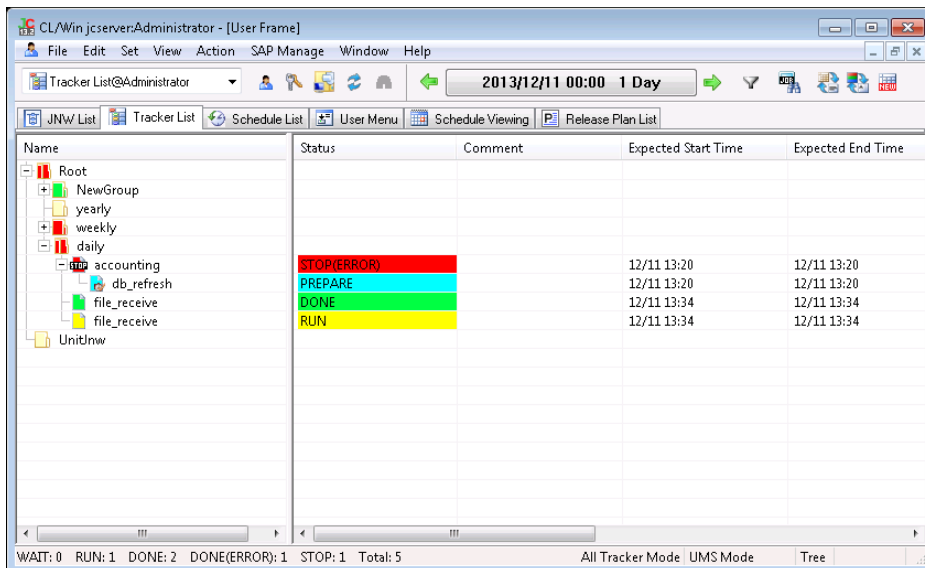 CL/Win jcserver:Administrator - [User Frame]
File Edit Set View Action SAP Manage Window Help
Tracker List@Administrator 2013/12/11 00:00 1 Day JOB NEW
JNW List Tracker List Schedule List User Menu Schedule Viewing Release Plan List
Name Status Comment Expected Start Time Expected End Time
Root
NewGroup
yearly
weekly
daily
STOP accounting STOP(ERROR) 12/11 13:20 12/11 13:20
db_refresh PREPARE 12/11 13:20 12/11 13:20
file_receive DONE 12/11 13:34 12/11 13:34
file_receive RUN 12/11 13:34 12/11 13:34
UnitJnw
WAIT: 0 RUN: 1 DONE: 2 DONE(ERROR): 1 STOP: 1 Total: 5 All Tracker Mode UMS Mode Tree